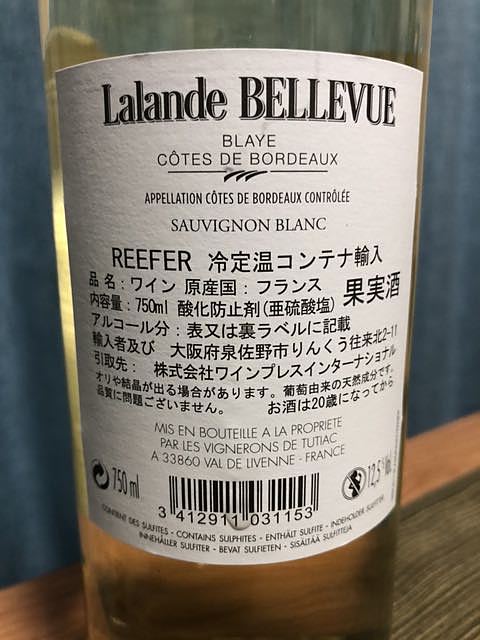 Lalande BELLEVUE
BLAYE
CÔTES DE BORDEAUX
APPELLATION CÔTES DE BORDEAUX CONTRÔLÉE
SAUVIGNON BLANC
REEFER 冷定温コンテナ輸入
品名:ワイン 原産国:フランス
内容量:750ml 酸化防止剤(亜硫酸塩) 果実酒
アルコール分:表又は裏ラベルに記載
輸入者及び 大阪府泉佐野市りんくう往来北2-11
引取先: 株式会社ワインプレスインターナショナル
オリや結晶が出る場合があります。葡萄由来の天然成分です。
品質に問題ございません。 お酒は20歳になってから
MIS EN BOUTEILLE A LA PROPRIETE
PAR LES VIGNERONS DE TUTIAC
A 33860 VAL DE LIVENNE - FRANCE
750 ml
12,5 % Vol.
3 412911 031153
CONTIENT DES SULFITES - CONTAINS SULPHITES - ENTHÄLT SULFITE - INDEHOLDER SULFITTER
INNEHÅLLER SULFITER - BEVAT SULFIETEN - SISÄLTÄÄ SULFIITTEJA